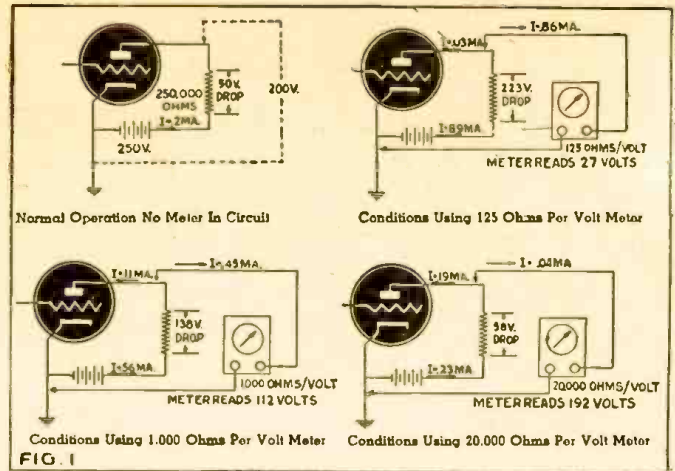 250,000
OHMS
I=.2MA.
50V.
DROP
200V.
250V.
Normal Operation No Meter In Circuit
I=.86MA.
I=.03MA.
223V.
DROP
I=.89MA.
125 OHMS/VOLT
METER READS 27 VOLTS
Conditions Using 125 Ohms Per Volt Meter
I=.45MA.
I=.11MA.
138V.
DROP
I=.56MA.
1,000 OHMS/VOLT
METER READS 112 VOLTS
Conditions Using 1,000 Ohms Per Volt Meter
I=.04MA
I=.19MA.
58V.
DROP
I=.23MA.
20,000 OHMS/VOLT
METER READS 192 VOLTS
Conditions Using 20,000 Ohms Per Volt Meter
FIG. 1